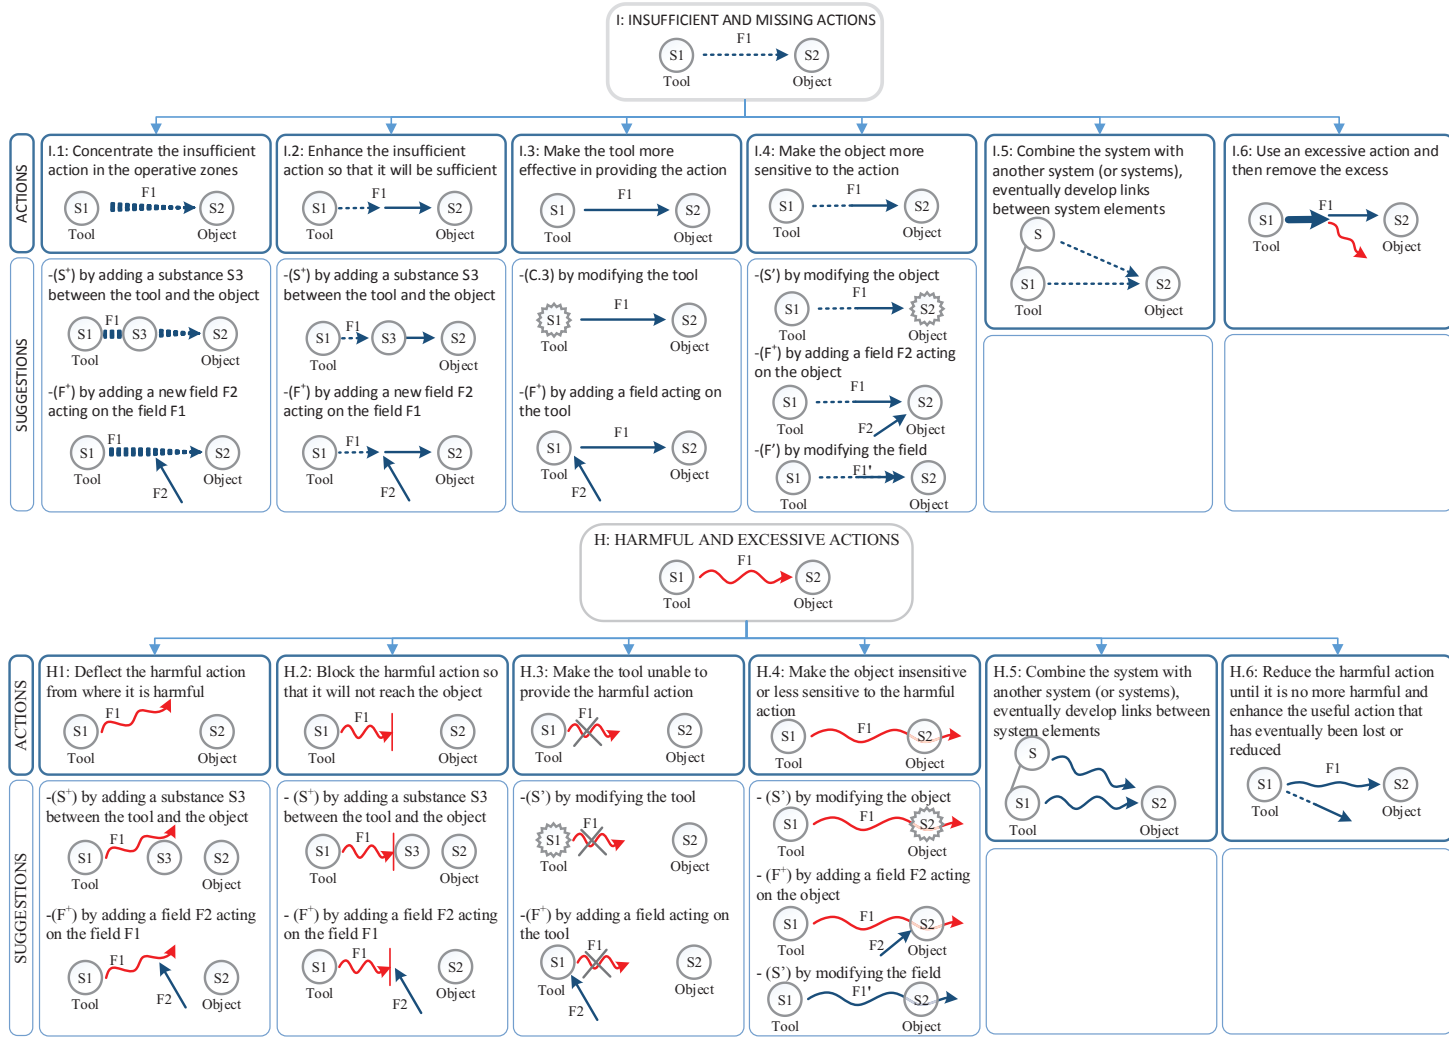 I: INSUFFICIENT AND MISSING ACTIONS
F1
S1
S2
Tool
Object
ACTIONS
I.1: Concentrate the insufficient
action in the operative zones
F1
S1
S2
Tool
Object
I.2: Enhance the insufficient
action so that it will be sufficient
F1
S1
S2
Tool
Object
I.3: Make the tool more
effective in providing the action
F1
S1
S2
Tool
Object
I.4: Make the object more
sensitive to the action
F1
S1
S2
Tool
Object
I.5: Combine the system with
another system (or systems),
eventually develop links
between system elements
S
S1
S2
Tool
Object
I.6: Use an excessive action and
then remove the excess
F1
S1
S2
Tool
Object
SUGGESTIONS
-(S⁺) by adding a substance S3
between the tool and the object
F1
S1
S3
S2
Tool
Object
-(F⁺) by adding a new field F2
acting on the field F1
F1
S1
S2
Tool
Object
F2
-(S⁺) by adding a substance S3
between the tool and the object
F1
S1
S3
S2
Tool
Object
-(F⁺) by adding a new field F2
acting on the field F1
F1
S1
S2
Tool
Object
F2
-(C.3) by modifying the tool
F1
S1
S2
Tool
Object
-(F⁺) by adding a field acting on
the tool
F1
S1
S2
Tool
Object
F2
-(S’) by modifying the object
F1
S1
S2
Tool
Object
-(F⁺) by adding a field F2 acting
on the object
F1
S1
S2
Tool
F2
Object
-(F’) by modifying the field
F1'
S1
S2
Tool
Object
H: HARMFUL AND EXCESSIVE ACTIONS
F1
S1
S2
Tool
Object
ACTIONS
H1: Deflect the harmful action
from where it is harmful
F1
S1
S2
Tool
Object
H.2: Block the harmful action so
that it will not reach the object
F1
S1
S2
Tool
Object
H.3: Make the tool unable to
provide the harmful action
F1
S1
S2
Tool
Object
H.4: Make the object insensitive
or less sensitive to the harmful
action
F1
S1
S2
Tool
Object
H.5: Combine the system with
another system (or systems),
eventually develop links between
system elements
S
S1
S2
Tool
Object
H.6: Reduce the harmful action
until it is no more harmful and
enhance the useful action that
has eventually been lost or
reduced
F1
S1
S2
Tool
Object
SUGGESTIONS
-(S⁺) by adding a substance S3
between the tool and the object
F1
S1
S3
S2
Tool
Object
-(F⁺) by adding a field F2 acting
on the field F1
F1
S1
S2
Tool
F2
Object
- (S⁺) by adding a substance S3
between the tool and the object
F1
S1
S3
S2
Tool
Object
- (F⁺) by adding a field F2 acting
on the field F1
F1
S1
S2
Tool
Object
F2
-(S’) by modifying the tool
F1
S1
S2
Tool
Object
-(F⁺) by adding a field acting on
the tool
F1
S1
S2
Tool
Object
F2
- (S’) by modifying the object
F1
S1
S2
Tool
Object
- (F⁺) by adding a field F2 acting
on the object
F1
S1
S2
Tool
F2
Object
- (S’) by modifying the field
F1'
S1
S2
Tool
Object